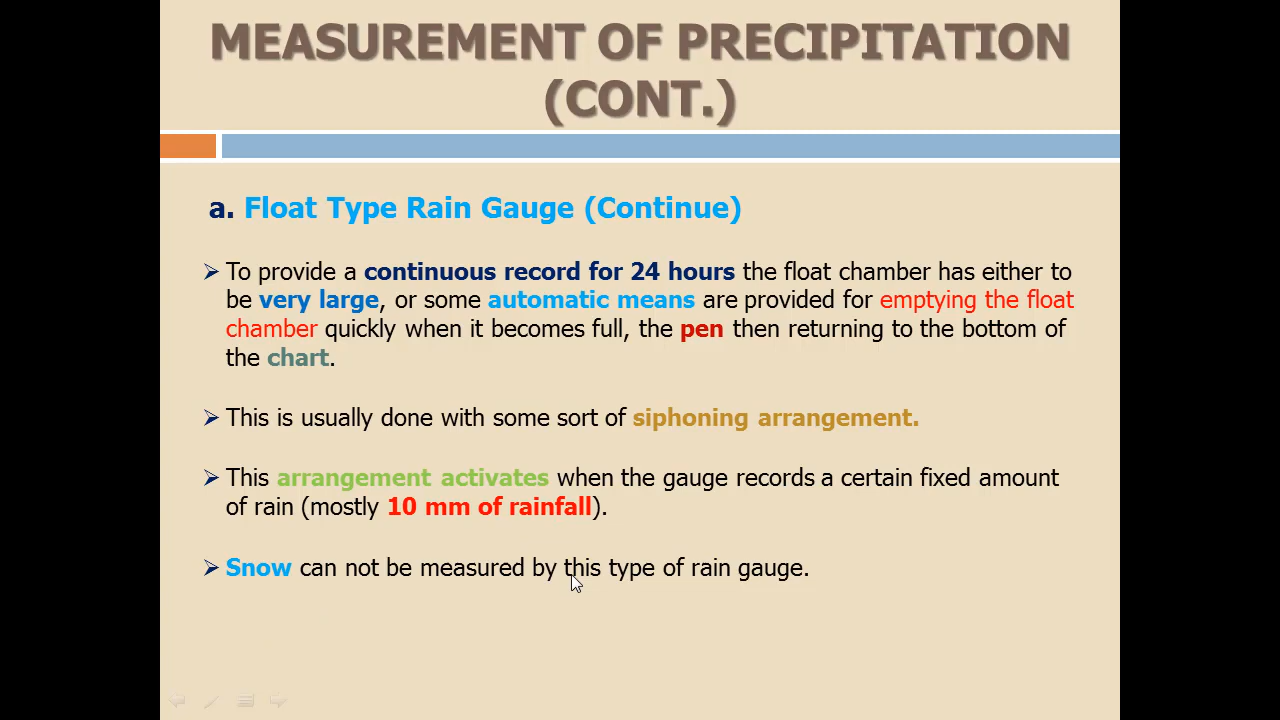 MEASUREMENT OF PRECIPITATION
(CONT.)
a. Float Type Rain Gauge (Continue)
To provide a continuous record for 24 hours the float chamber has either to
be very large, or some automatic means are provided for emptying the float
chamber quickly when it becomes full, the pen then returning to the bottom of
the chart.
This is usually done with some sort of siphoning arrangement.
This arrangement activates when the gauge records a certain fixed amount
of rain (mostly 10 mm of rainfall).
Snow can not be measured by this type of rain gauge.